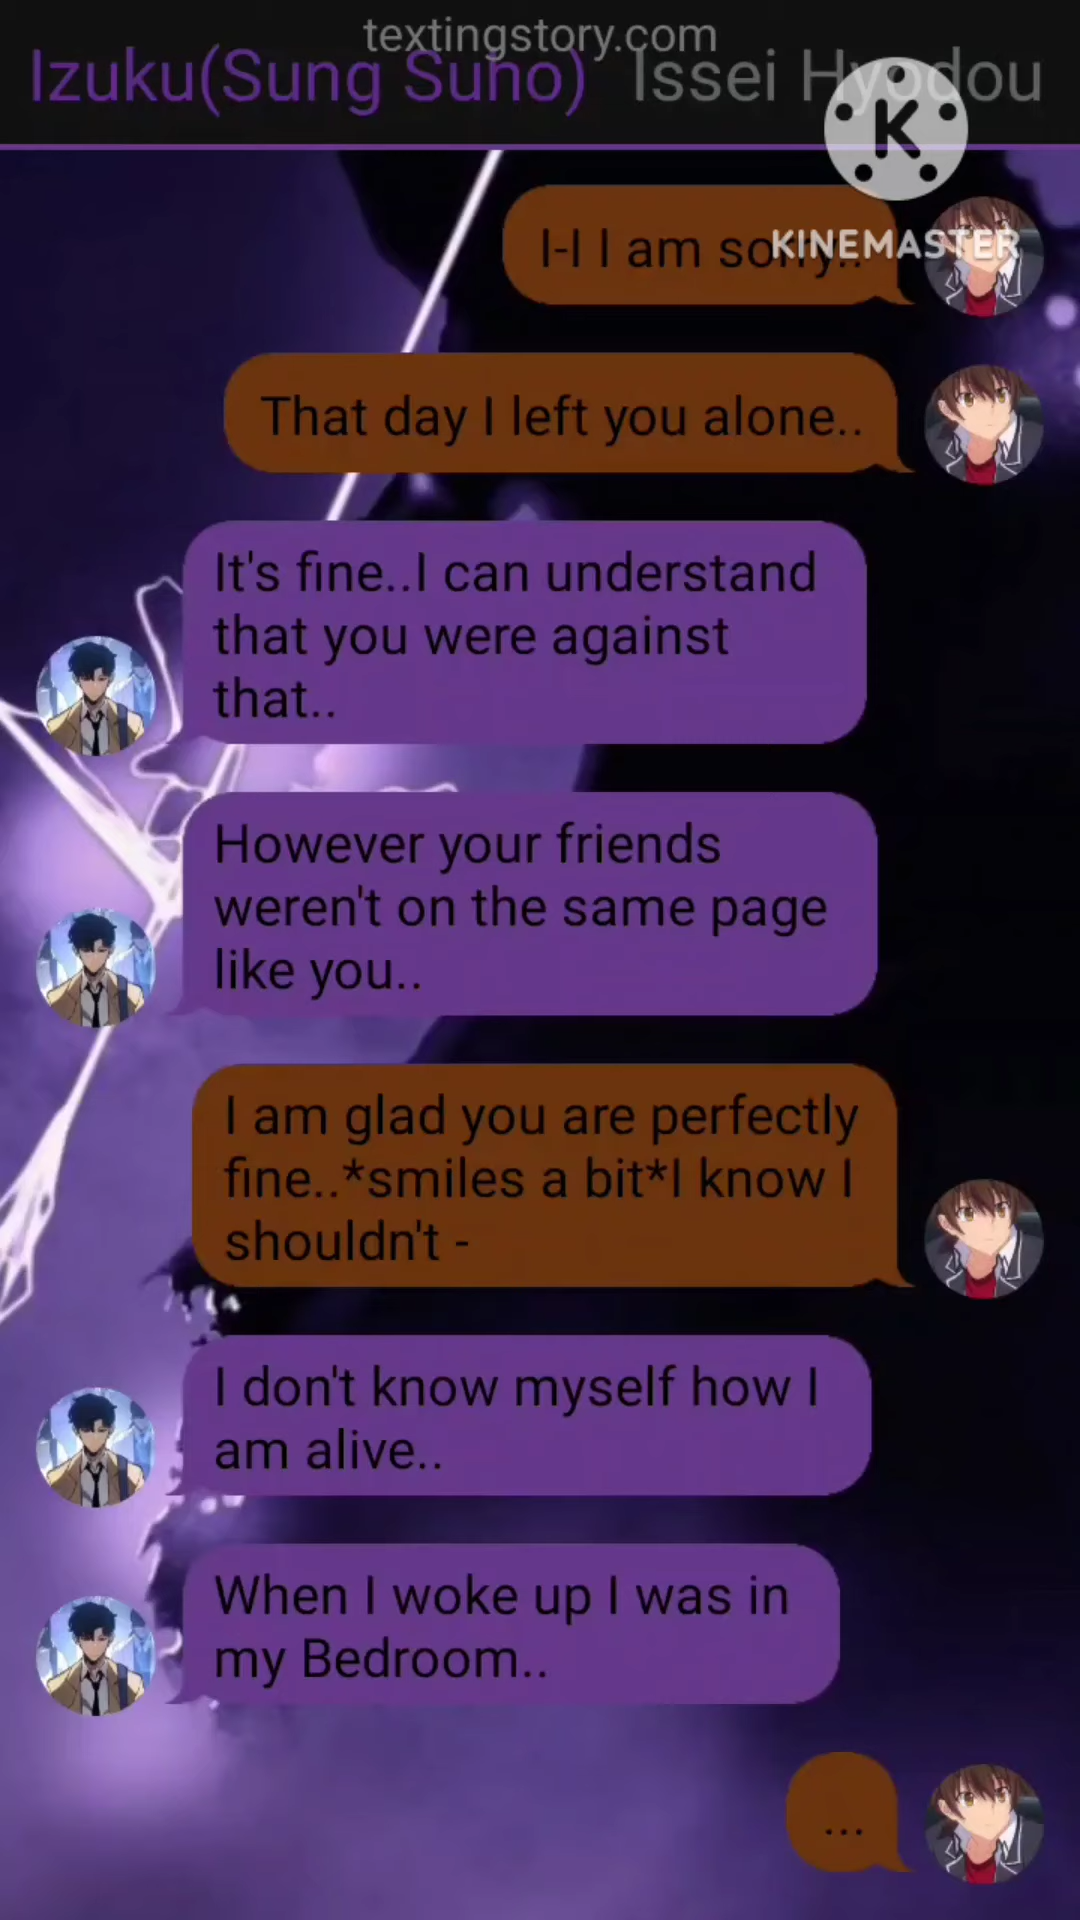 textingstory.com
Izuku(Sung Suho) Issei Hyodou
K
KINEMASTER
I-I I am sorry..
That day I left you alone..
It's fine..I can understand
that you were against
that..
However your friends
weren't on the same page
like you..
I am glad you are perfectly
fine..*smiles a bit*I know I
shouldn't -
I don't know myself how I
am alive..
When I woke up I was in
my Bedroom..
...